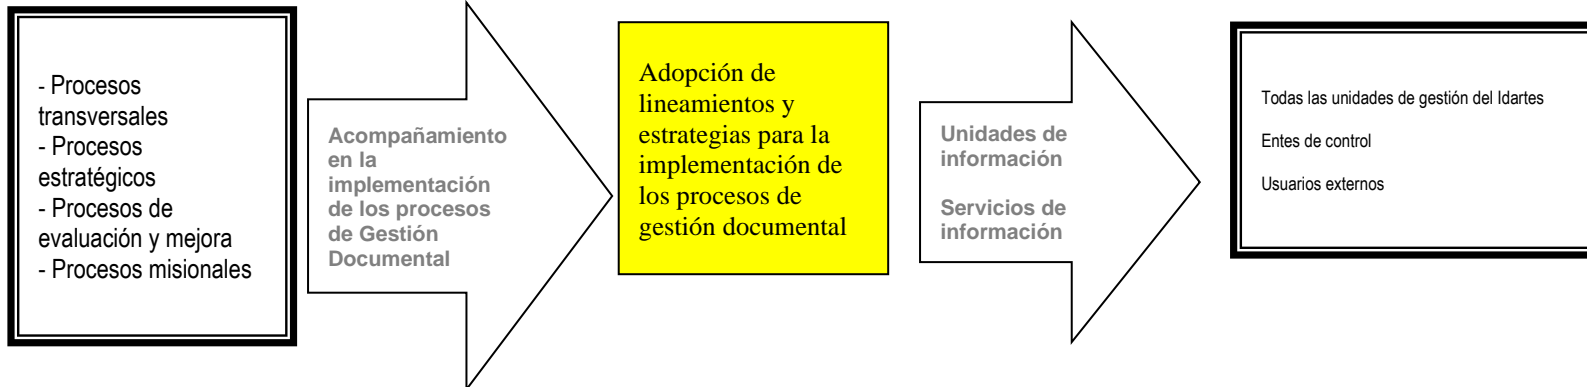 - Procesos
transversales
- Procesos
estratégicos
- Procesos de
evaluación y mejora
- Procesos misionales
Acompañamiento
en la
implementación
de los procesos
de Gestión
Documental
Adopción de
lineamientos y
estrategias para la
implementación de
los procesos de
gestión documental
Unidades de
información
Servicios de
información
Todas las unidades de gestión del Idartes
Entes de control
Usuarios externos